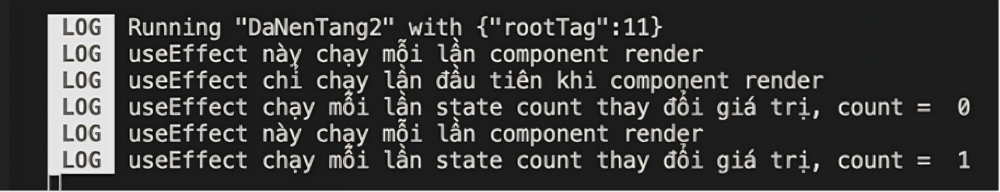 LOG Running "DaNenTang2" with {"rootTag":11}
LOG useEffect này chạy mỗi lần component render
LOG useEffect chỉ chạy lần đầu tiên khi component render
LOG useEffect chạy mỗi lần state count thay đổi giá trị, count = 0
LOG useEffect này chạy mỗi lần component render
LOG useEffect chạy mỗi lần state count thay đổi giá trị, count = 1